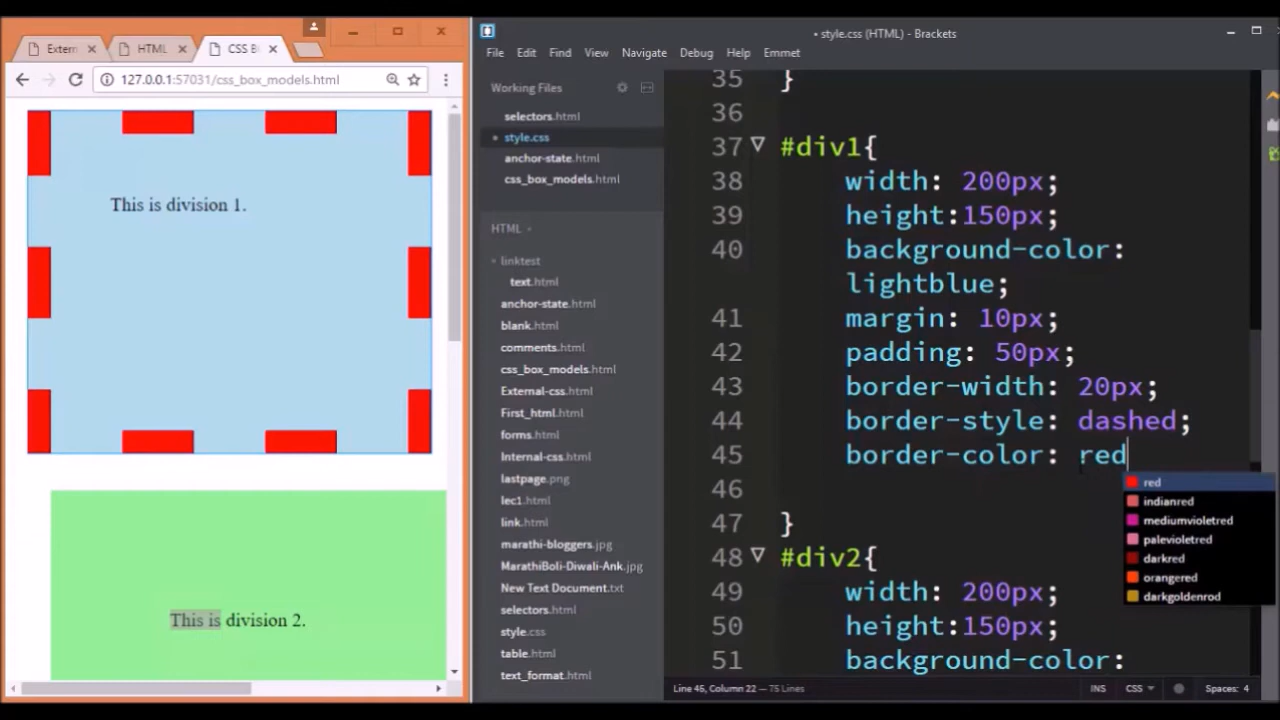 Extern
HTML
CSS B
127.0.0.1:57031/css_box_models.html
This is division 1.
This is division 2.
• style.css (HTML) - Brackets
File Edit Find View Navigate Debug Help Emmet
Working Files
selectors.html
style.css
anchor-state.html
css_box_models.html
HTML
linktest
text.html
anchor-state.html
blank.html
comments.html
css_box_models.html
External-css.html
First_html.html
forms.html
Internal-css.html
lastpage.png
lec1.html
link.html
marathi-bloggers.jpg
MarathiBoli-Diwali-Ank.jpg
New Text Document.txt
selectors.html
style.css
table.html
text_format.html
35 }
36
37 #div1{
38 width: 200px;
39 height:150px;
40 background-color:
lightblue;
41 margin: 10px;
42 padding: 50px;
43 border-width: 20px;
44 border-style: dashed;
45 border-color: red
46
47 }
48 #div2{
49 width: 200px;
50 height:150px;
51 background-color:
red
indianred
mediumvioletred
palevioletred
darkred
orangered
darkgoldenrod
Line 45, Column 22 — 75 Lines
INS CSS Spaces: 4